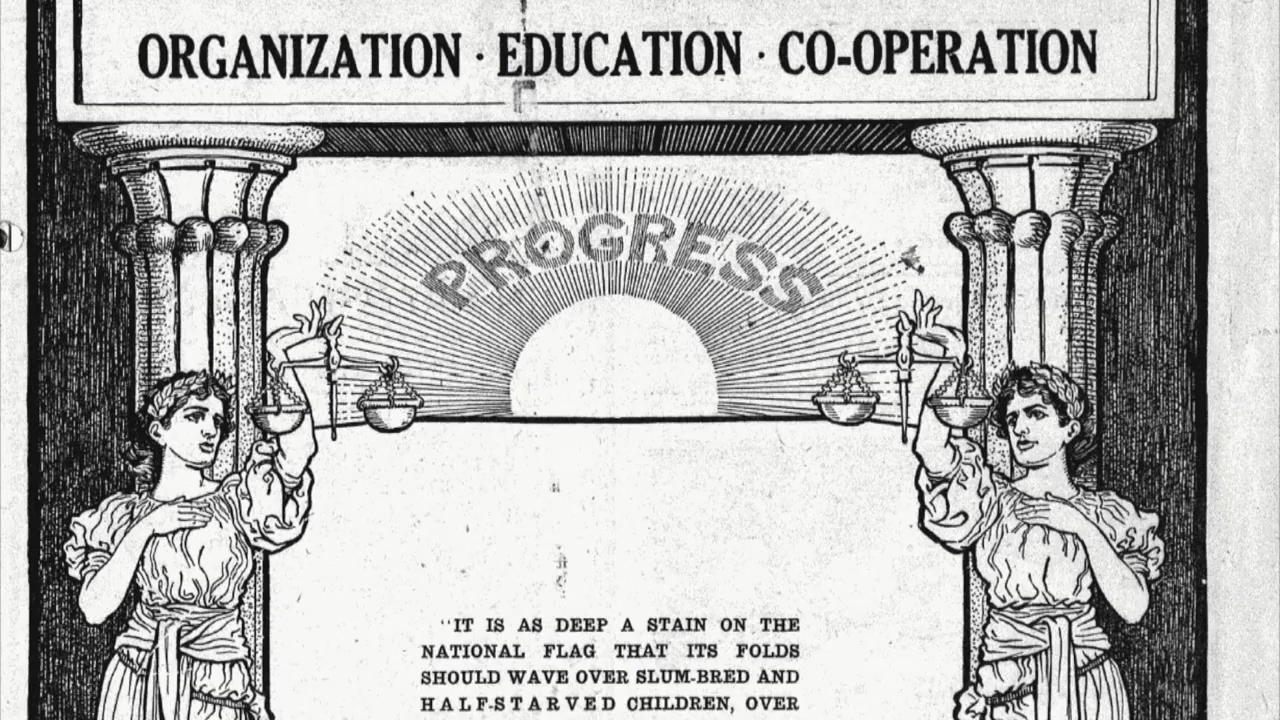 ORGANIZATION · EDUCATION · CO-OPERATION
PROGRESS
"IT IS AS DEEP A STAIN ON THE
NATIONAL FLAG THAT ITS FOLDS
SHOULD WAVE OVER SLUM-BRED AND
HALF-STARVED CHILDREN, OVER